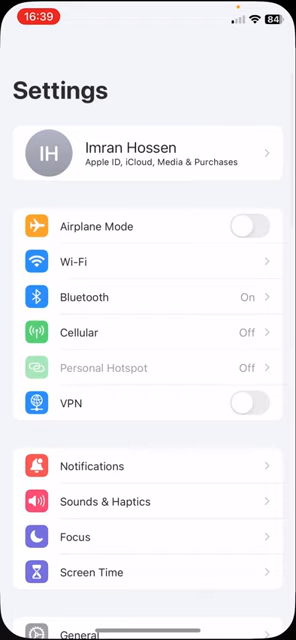 16:39
84
Settings
IH
Imran Hossen
Apple ID, iCloud, Media & Purchases
Airplane Mode
Wi-Fi
Bluetooth On
Cellular Off
Personal Hotspot Off
VPN
Notifications
Sounds & Haptics
Focus
Screen Time
General